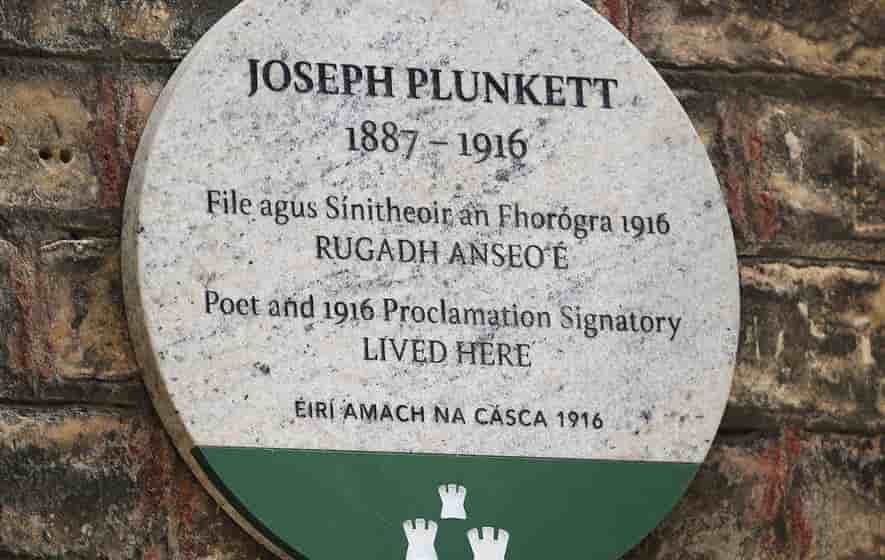 JOSEPH PLUNKETT
1887 – 1916
File agus Sínitheoir an Fhorógra 1916
RUGADH ANSEO É
Poet and 1916 Proclamation Signatory
LIVED HERE
ÉIRÍ AMACH NA CÁSCA 1916